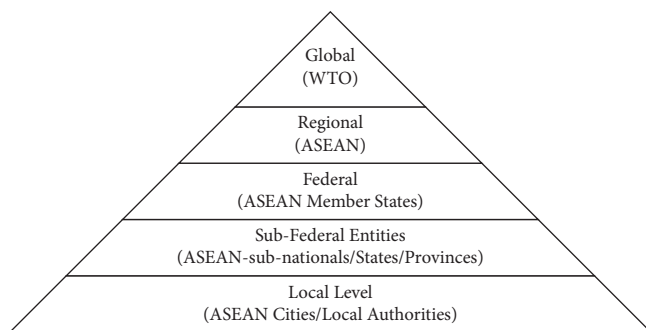 Global
(WTO)
Regional
(ASEAN)
Federal
(ASEAN Member States)
Sub-Federal Entities
(ASEAN-sub-nationals/States/Provinces)
Local Level
(ASEAN Cities/Local Authorities)